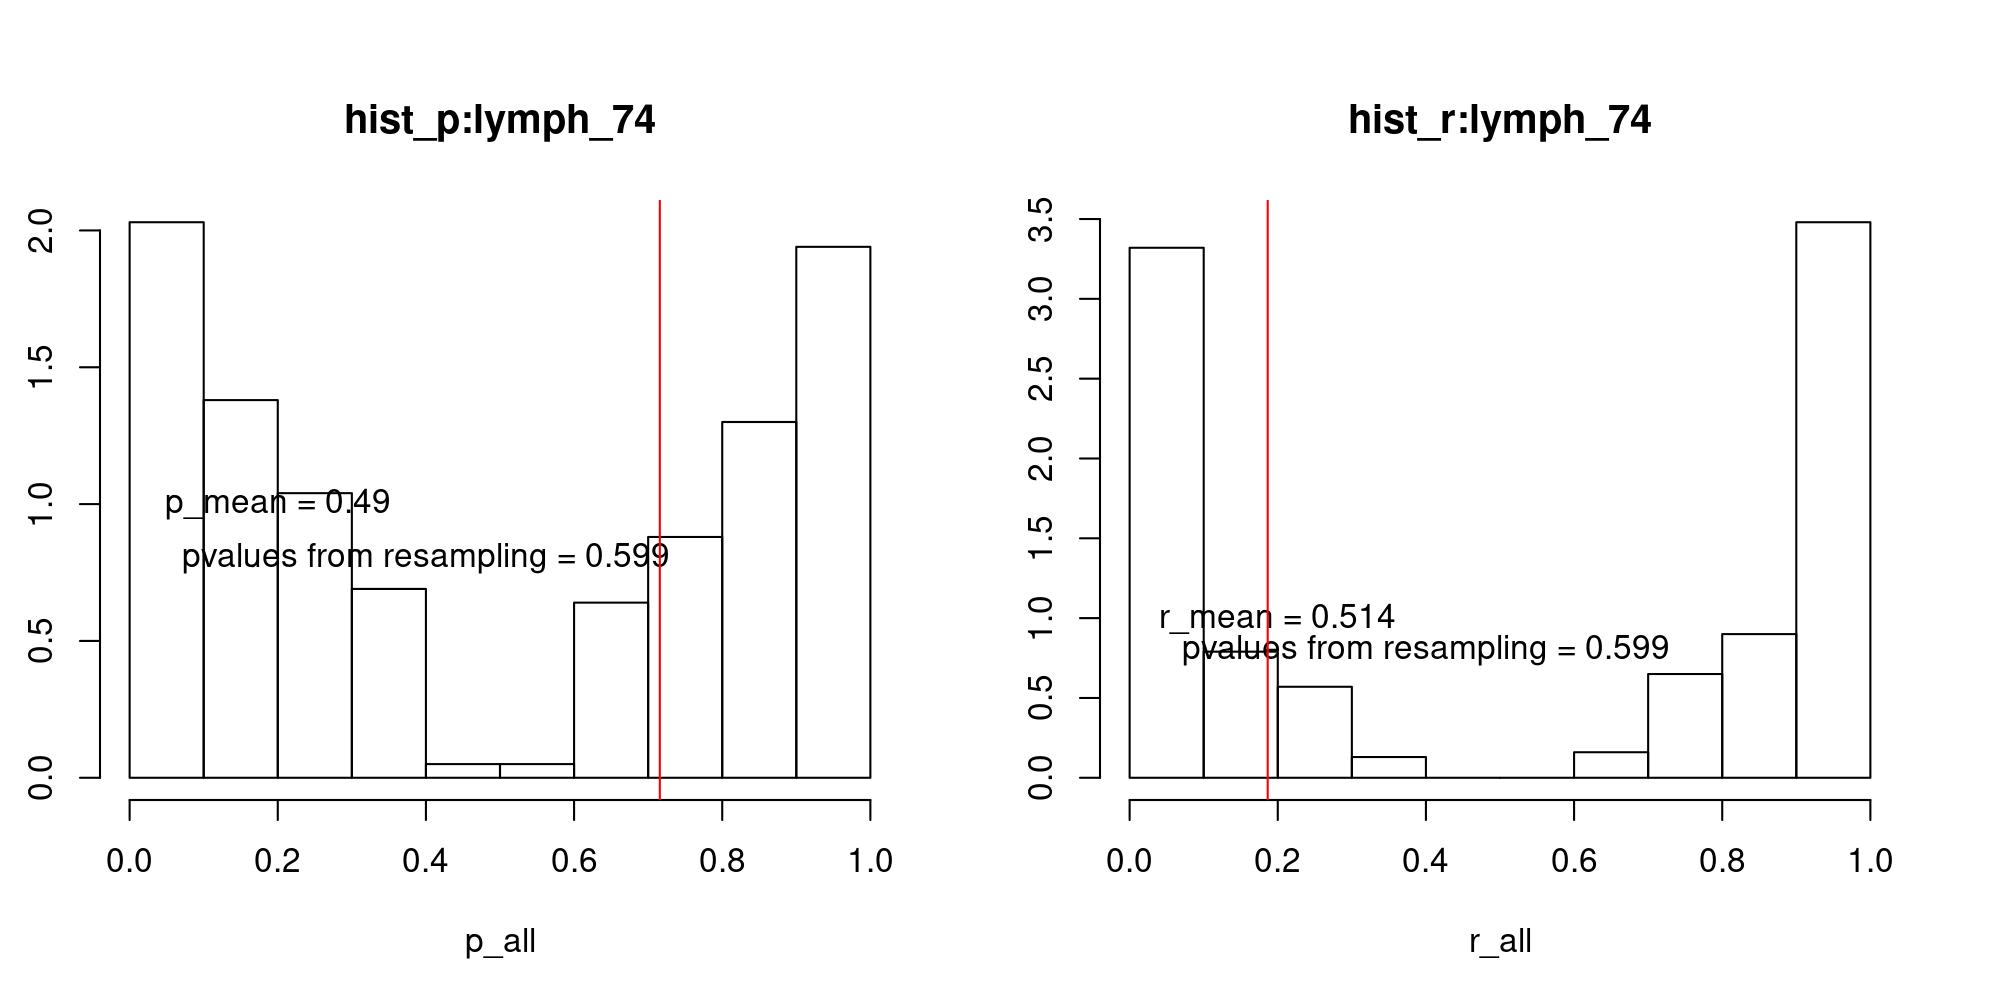 hist_p:lymph_74
2.0
1.5
1.0
0.5
0.0
p_mean = 0.49
pvalues from resampling = 0.599
0.0 0.2 0.4 0.6 0.8 1.0
p_all
hist_r:lymph_74
3.5
3.0
2.5
2.0
1.5
1.0
0.5
0.0
r_mean = 0.514
pvalues from resampling = 0.599
0.0 0.2 0.4 0.6 0.8 1.0
r_all